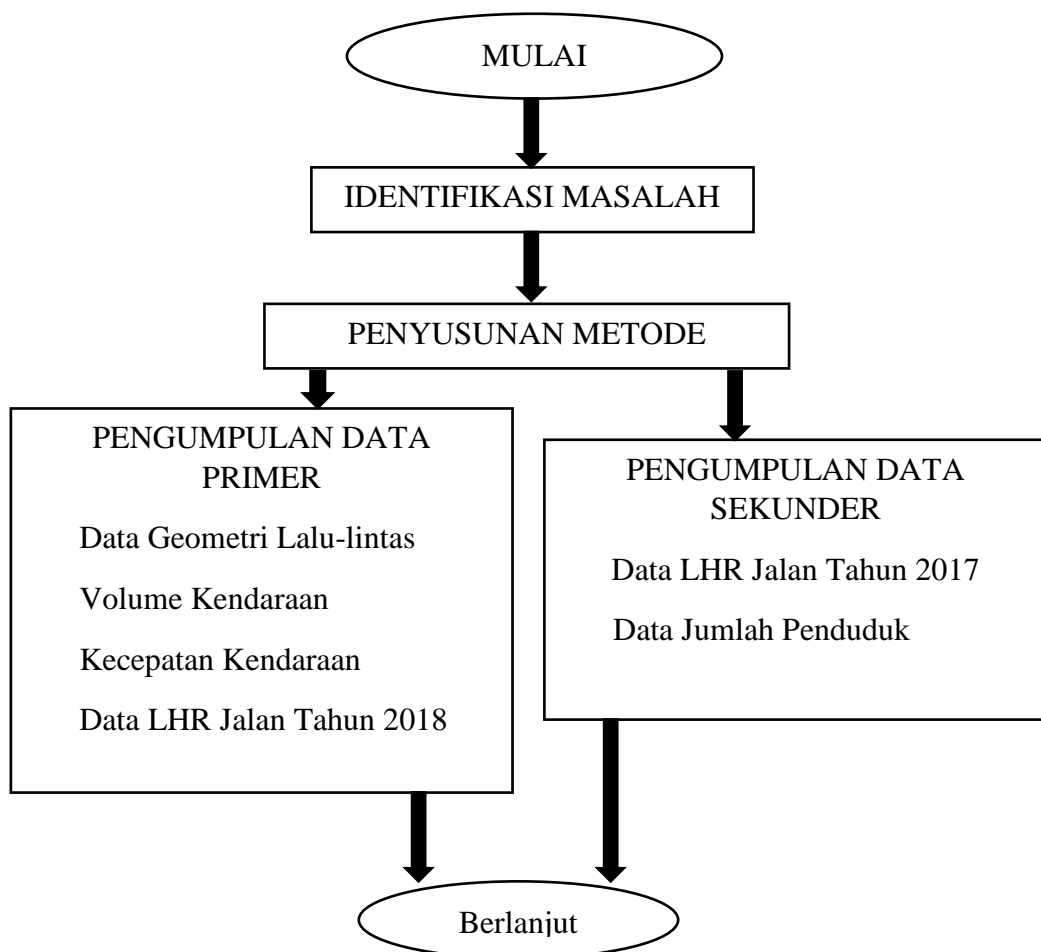 MULAI
IDENTIFIKASI MASALAH
PENYUSUNAN METODE
PENGUMPULAN DATA
PRIMER
Data Geometri Lalu-lintas
Volume Kendaraan
Kecepatan Kendaraan
Data LHR Jalan Tahun 2018
PENGUMPULAN DATA
SEKUNDER
Data LHR Jalan Tahun 2017
Data Jumlah Penduduk
Berlanjut